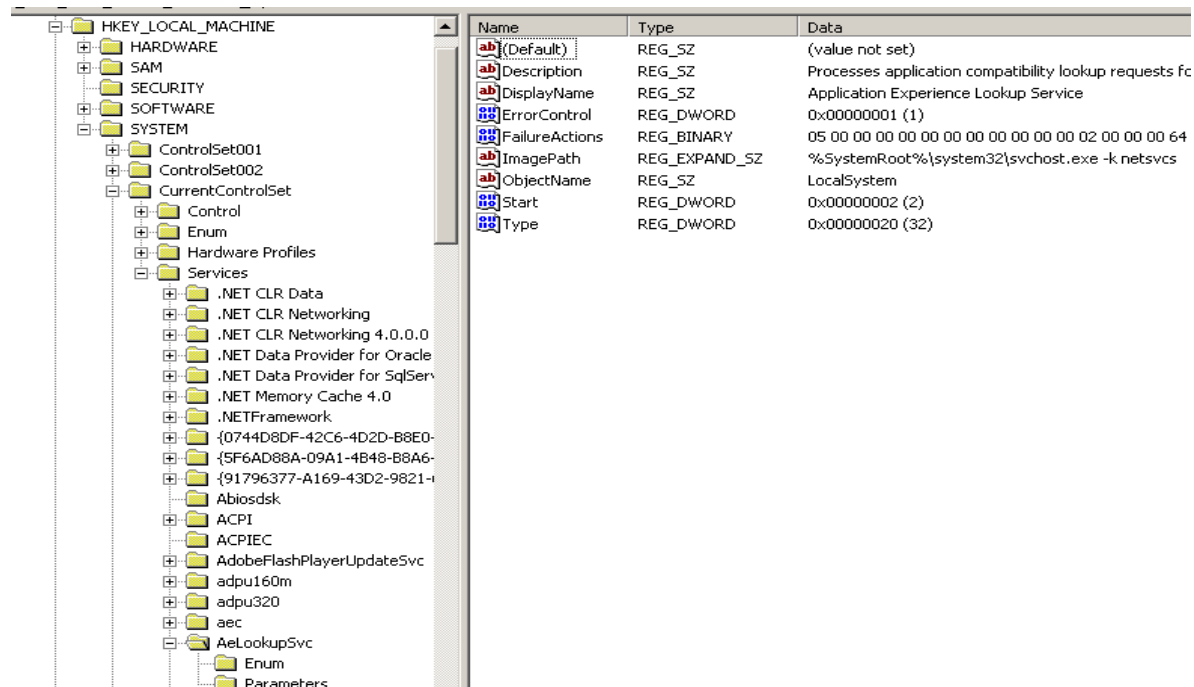 HKEY_LOCAL_MACHINE
HARDWARE
SAM
SECURITY
SOFTWARE
SYSTEM
ControlSet001
ControlSet002
CurrentControlSet
Control
Enum
Hardware Profiles
Services
.NET CLR Data
.NET CLR Networking
.NET CLR Networking 4.0.0.0
.NET Data Provider for Oracle
.NET Data Provider for SqlServ
.NET Memory Cache 4.0
.NETFramework
{0744D8DF-42C6-4D2D-B8E0-
{5F6AD88A-09A1-4B48-B8A6-
{91796377-A169-43D2-9821-
Abiosdsk
ACPI
ACPIEC
AdobeFlashPlayerUpdateSvc
adpu160m
adpu320
aec
AeLookupSvc
Enum
Parameters
Name Type Data
(Default) REG_SZ (value not set)
Description REG_SZ Processes application compatibility lookup requests fo
DisplayName REG_SZ Application Experience Lookup Service
ErrorControl REG_DWORD 0x00000001 (1)
FailureActions REG_BINARY 05 00 00 00 00 00 00 00 00 00 00 00 02 00 00 00 64
ImagePath REG_EXPAND_SZ %SystemRoot%\system32\svchost.exe -k netsvcs
ObjectName REG_SZ LocalSystem
Start REG_DWORD 0x00000002 (2)
Type REG_DWORD 0x00000020 (32)